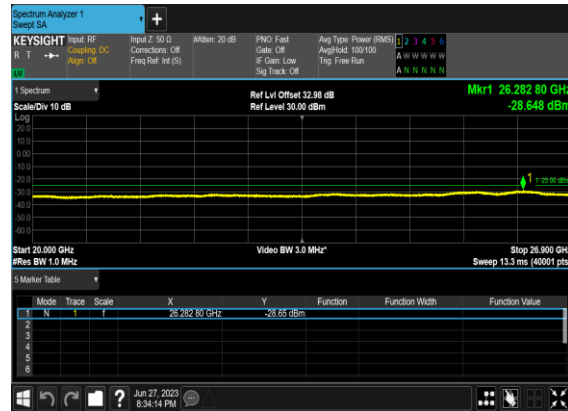 Spectrum Analyzer 1
Swept SA
+
KEYSIGHT Input: RF Input Z: 50 Ω #Atten: 20 dB PNO: Fast Avg Type: Power (RMS) 1 2 3 4 5 6
R T Coupling: DC Corrections: Off Gate: Off Avg|Hold: 100/100 A W W W W W
Align: Off Freq Ref: Int (S) IF Gain: Low Trig: Free Run
LW Sig Track: Off A N N N N N
1 Spectrum Ref Lvl Offset 32.98 dB Mkr1 26.282 80 GHz
Scale/Div 10 dB Ref Level 30.00 dBm -28.648 dBm
Log
20.0
10.0
0.00
-10.0
-20.0 1 -25.00 dBm
-30.0
-40.0
-50.0
-60.0
Start 20.000 GHz Video BW 3.0 MHz* Stop 26.900 GHz
#Res BW 1.0 MHz Sweep 13.3 ms (40001 pts)
5 Marker Table
Mode Trace Scale X Y Function Function Width Function Value
1 N 1 f 26.282 80 GHz -28.65 dBm
2
3
4
5
6
? Jun 27, 2023
8:34:14 PM